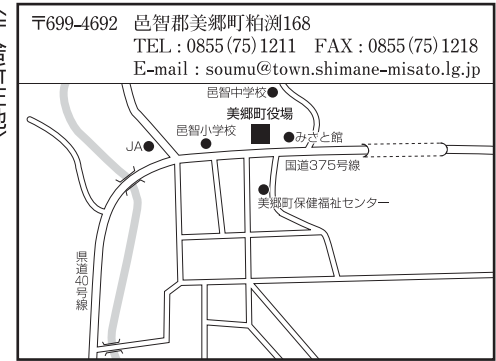 〒699-4692 邑智郡美郷町粕渕168
TEL : 0855(75)1211 FAX : 0855(75)1218
E-mail : soumu@town.shimane-misato.lg.jp
邑智中学校
美郷町役場
邑智小学校
みさと館
JA
国道375号線
美郷町保健福祉センター
県道40号線